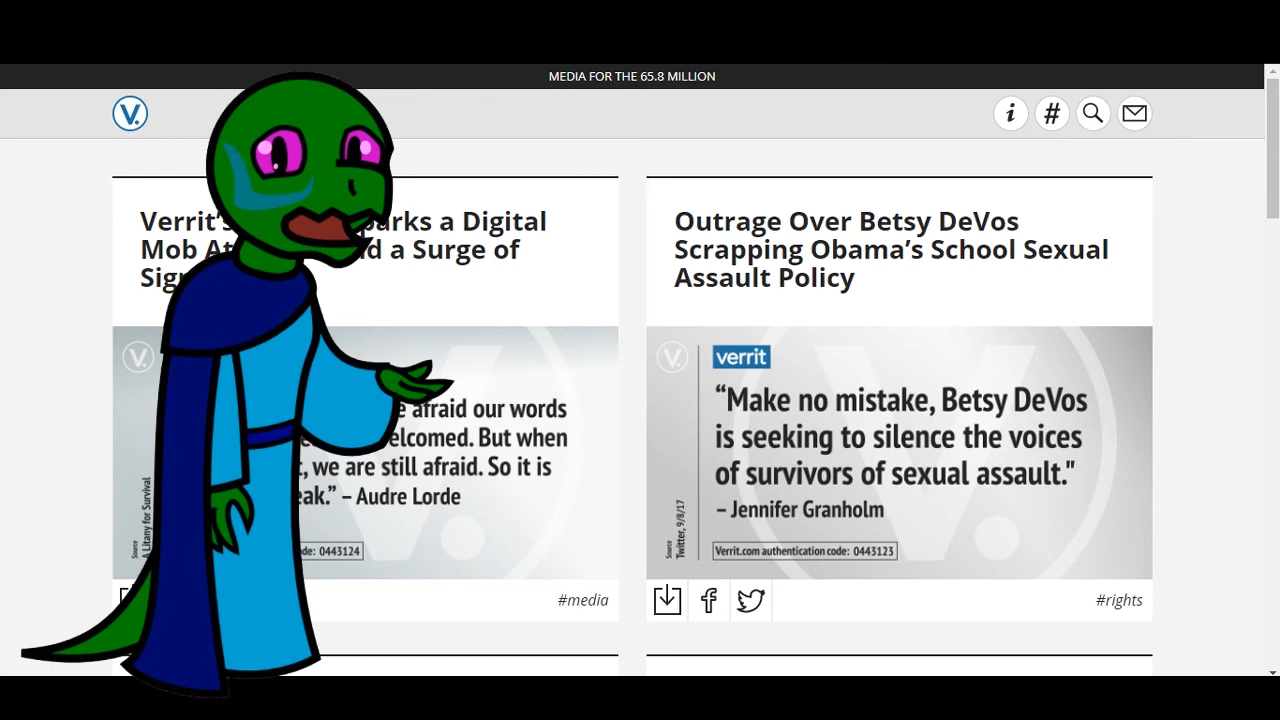 MEDIA FOR THE 65.8 MILLION
V.
i
#
Verrit's arks a Digital
Mob At d a Surge of
Sig
V.
e afraid our words
elcomed. But when
t, we are still afraid. So it is
eak." – Audre Lorde
Source
A Litany for Survival
de: 0443124
#media
Outrage Over Betsy DeVos
Scrapping Obama's School Sexual
Assault Policy
V.
verrit
“Make no mistake, Betsy DeVos
is seeking to silence the voices
of survivors of sexual assault."
– Jennifer Granholm
Source
Twitter, 9/8/17
Verrit.com authentication code: 0443123
#rights